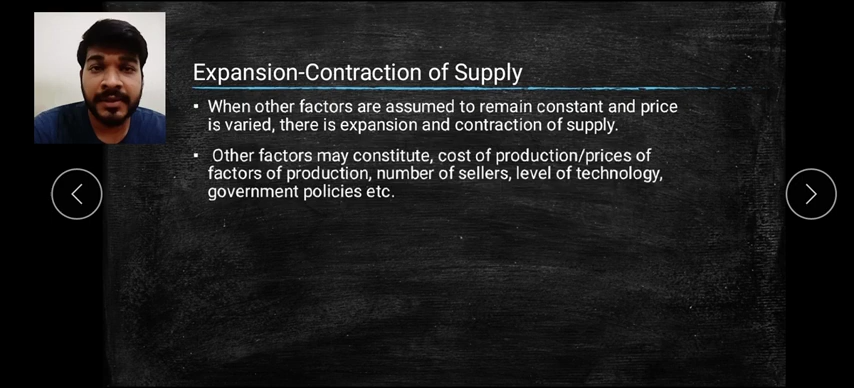 Expansion-Contraction of Supply
▪ When other factors are assumed to remain constant and price
is varied, there is expansion and contraction of supply.
▪ Other factors may constitute, cost of production/prices of
factors of production, number of sellers, level of technology,
government policies etc.